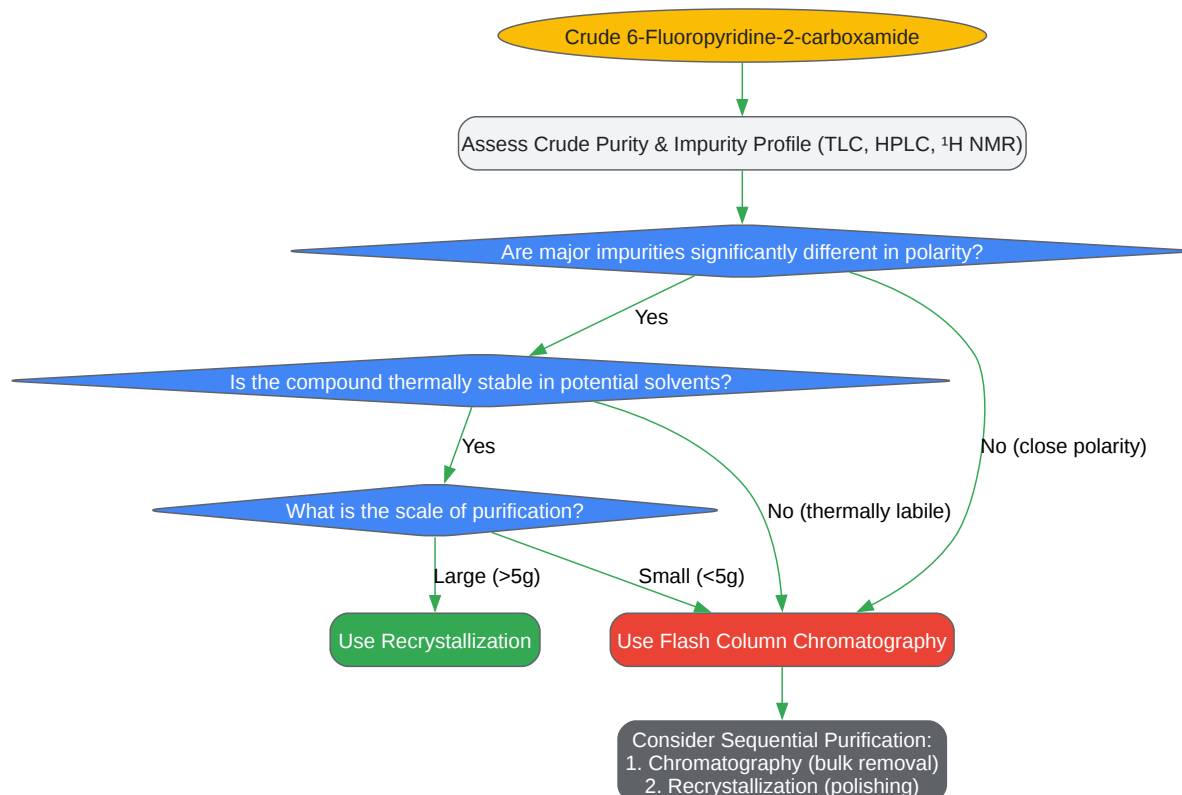 Crude 6-Fluoropyridine-2-carboxamide
Assess Crude Purity & Impurity Profile (TLC, HPLC, ¹H NMR)
Are major impurities significantly different in polarity?
Yes
Is the compound thermally stable in potential solvents?
Yes
No (close polarity)
What is the scale of purification?
No (thermally labile)
Large (>5g)
Small (<5g)
Use Recrystallization
Use Flash Column Chromatography
Consider Sequential Purification:
1. Chromatography (bulk removal)
2. Recrystallization (polishing)